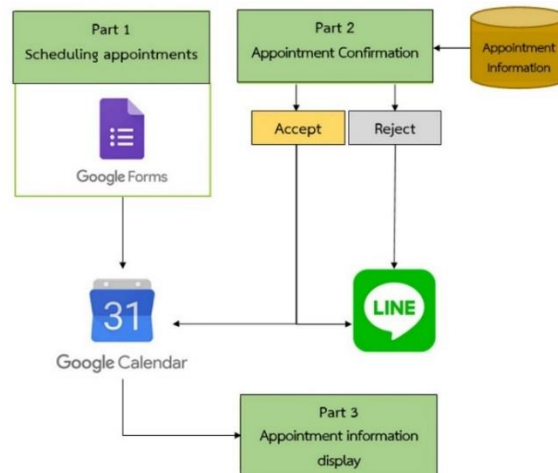 Part 1
Scheduling appointments
Google Forms
Part 2
Appointment Confirmation
Appointment
Information
Accept
Reject
31
Google Calendar
LINE
Part 3
Appointment information
display